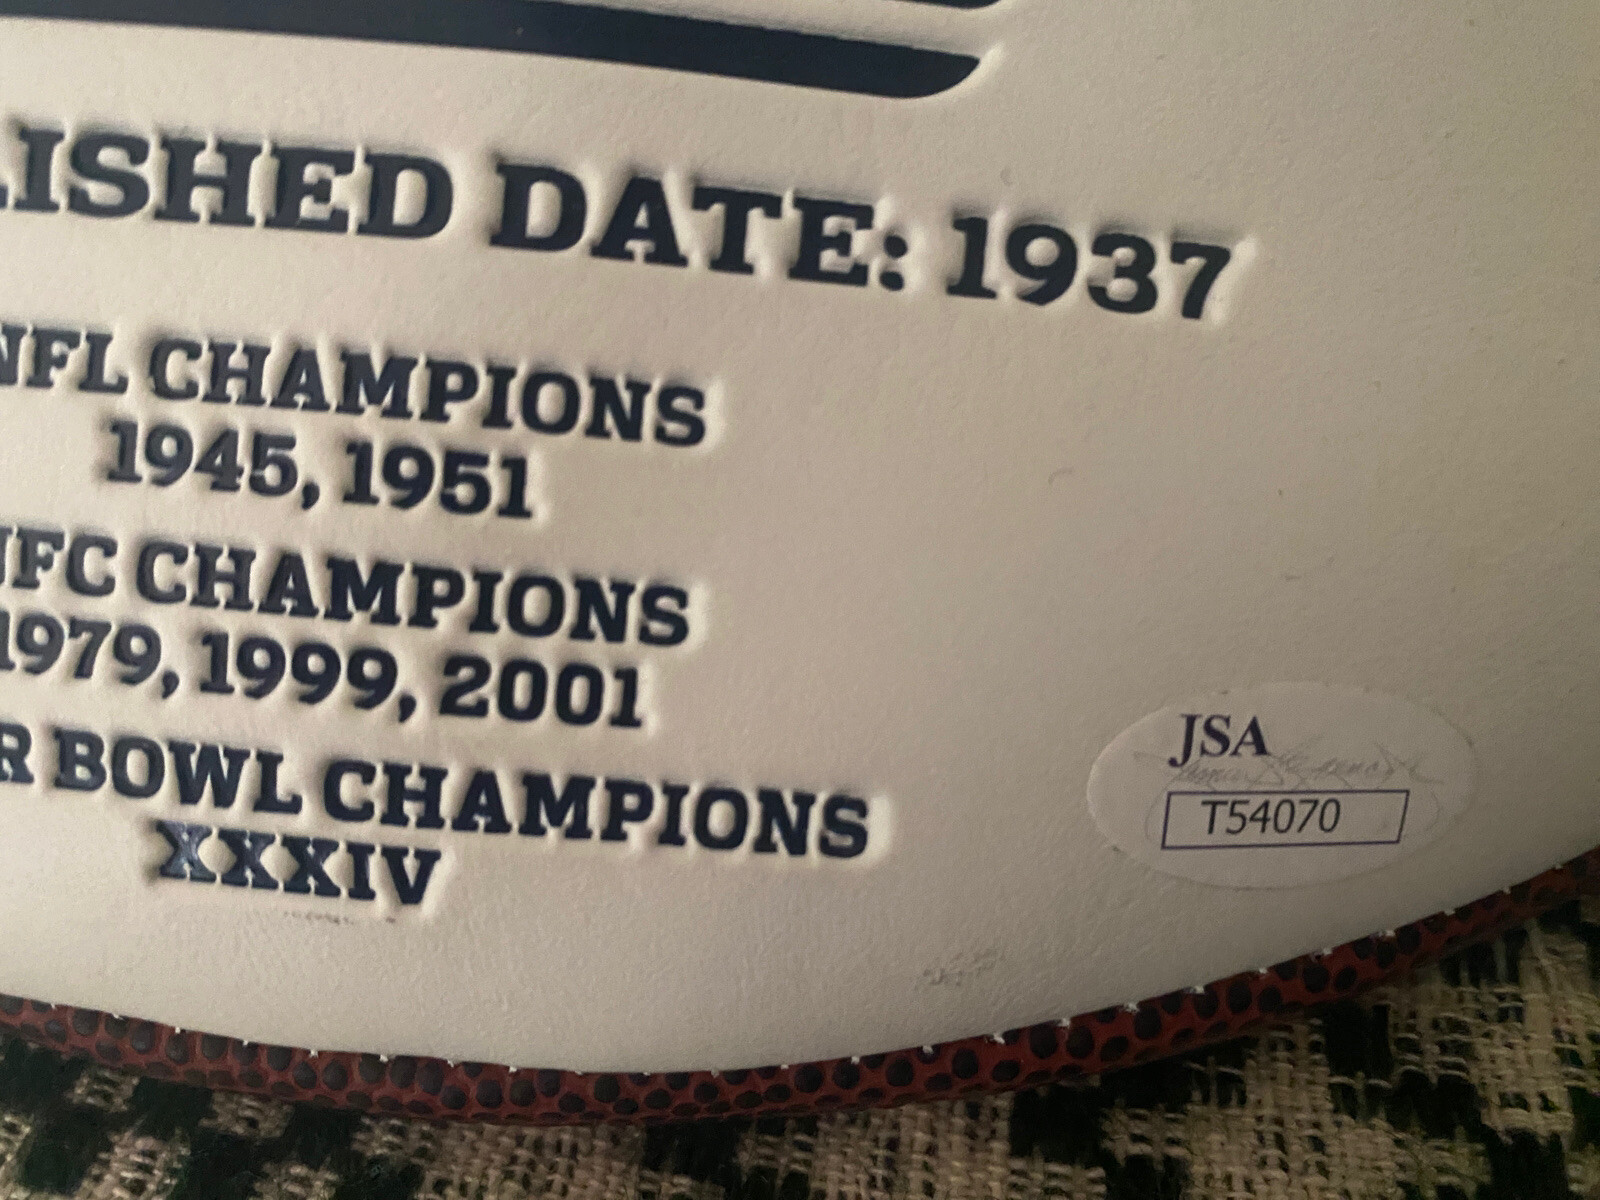 LISHED DATE: 1937
NFL CHAMPIONS
1945, 1951
NFC CHAMPIONS
1979, 1999, 2001
R BOWL CHAMPIONS
XXXIV
JSA
T54070